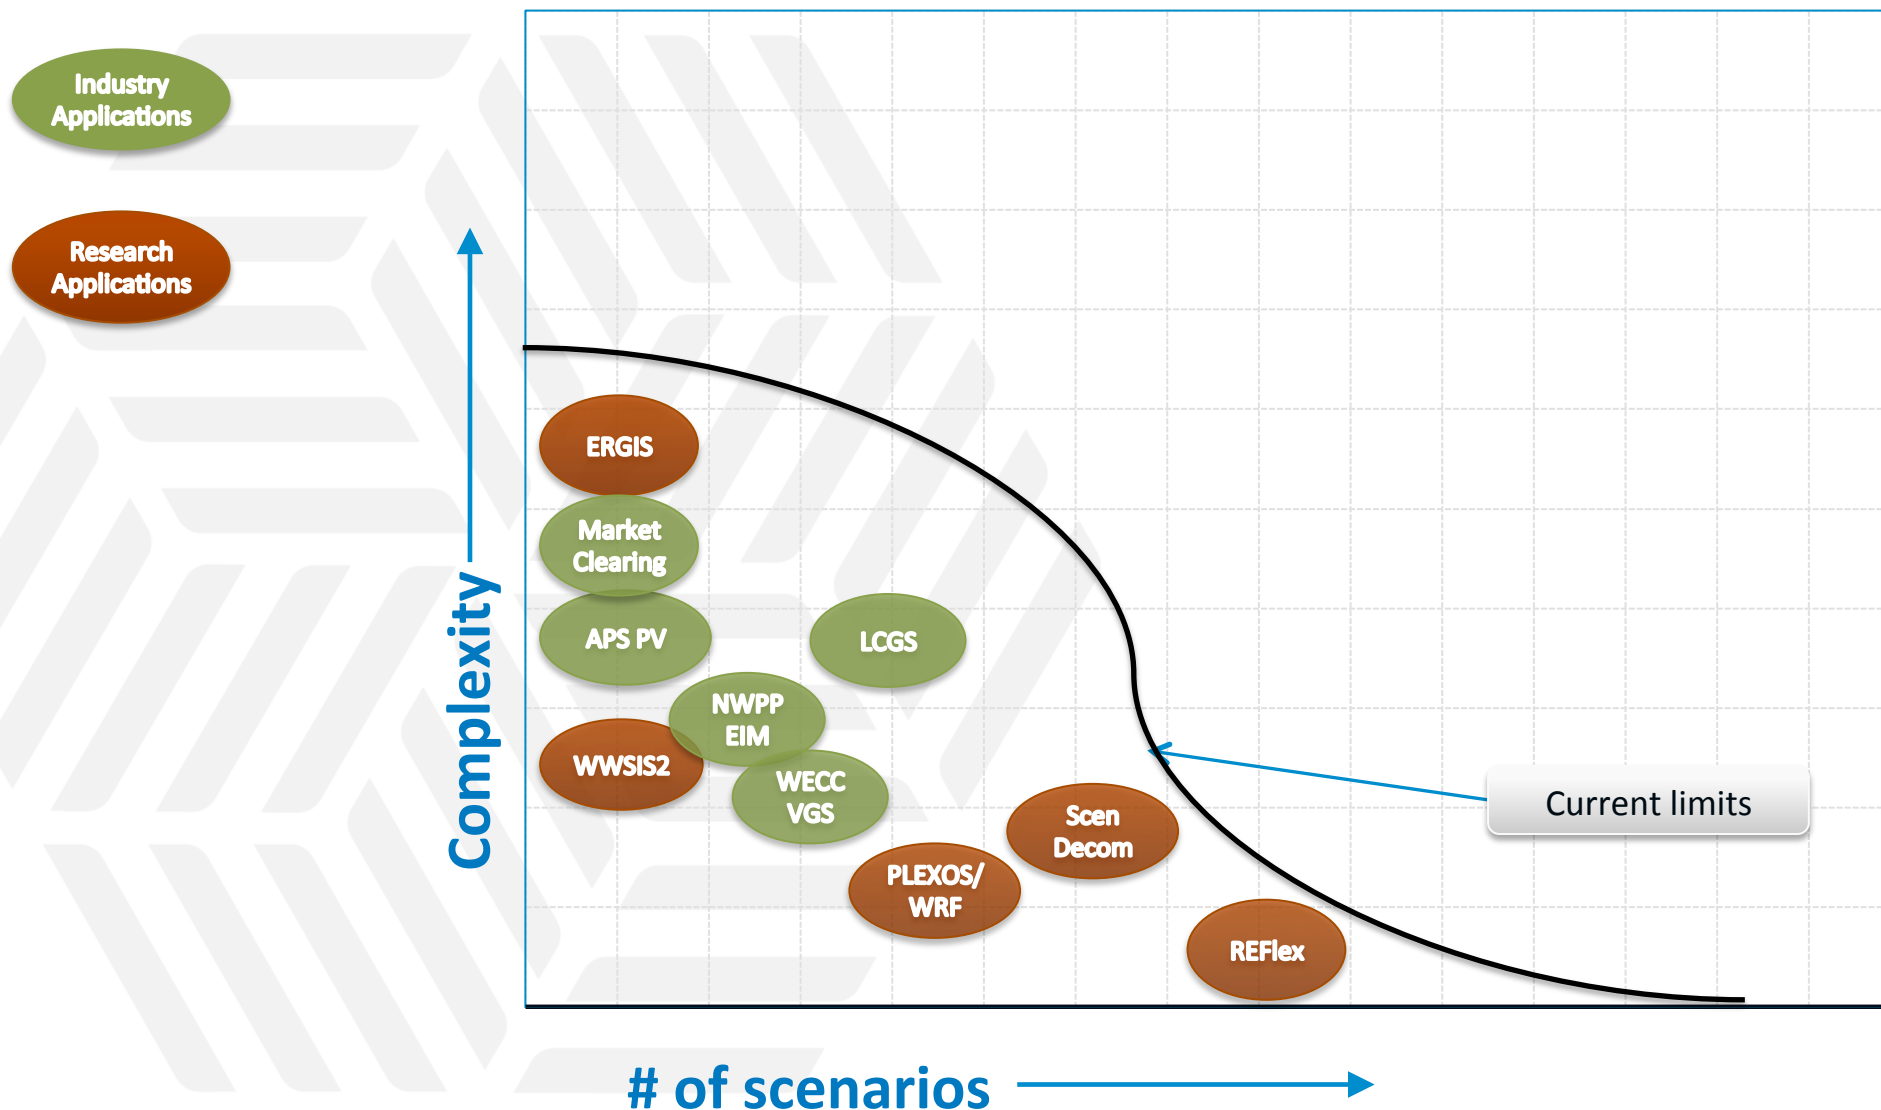 Industry
Applications
Research
Applications
Complexity
ERGIS
Market
Clearing
APS PV
LCGS
NWPP
EIM
WWSIS2
WECC
VGS
Scen
Decom
PLEXOS/
WRF
REFlex
Current limits
# of scenarios